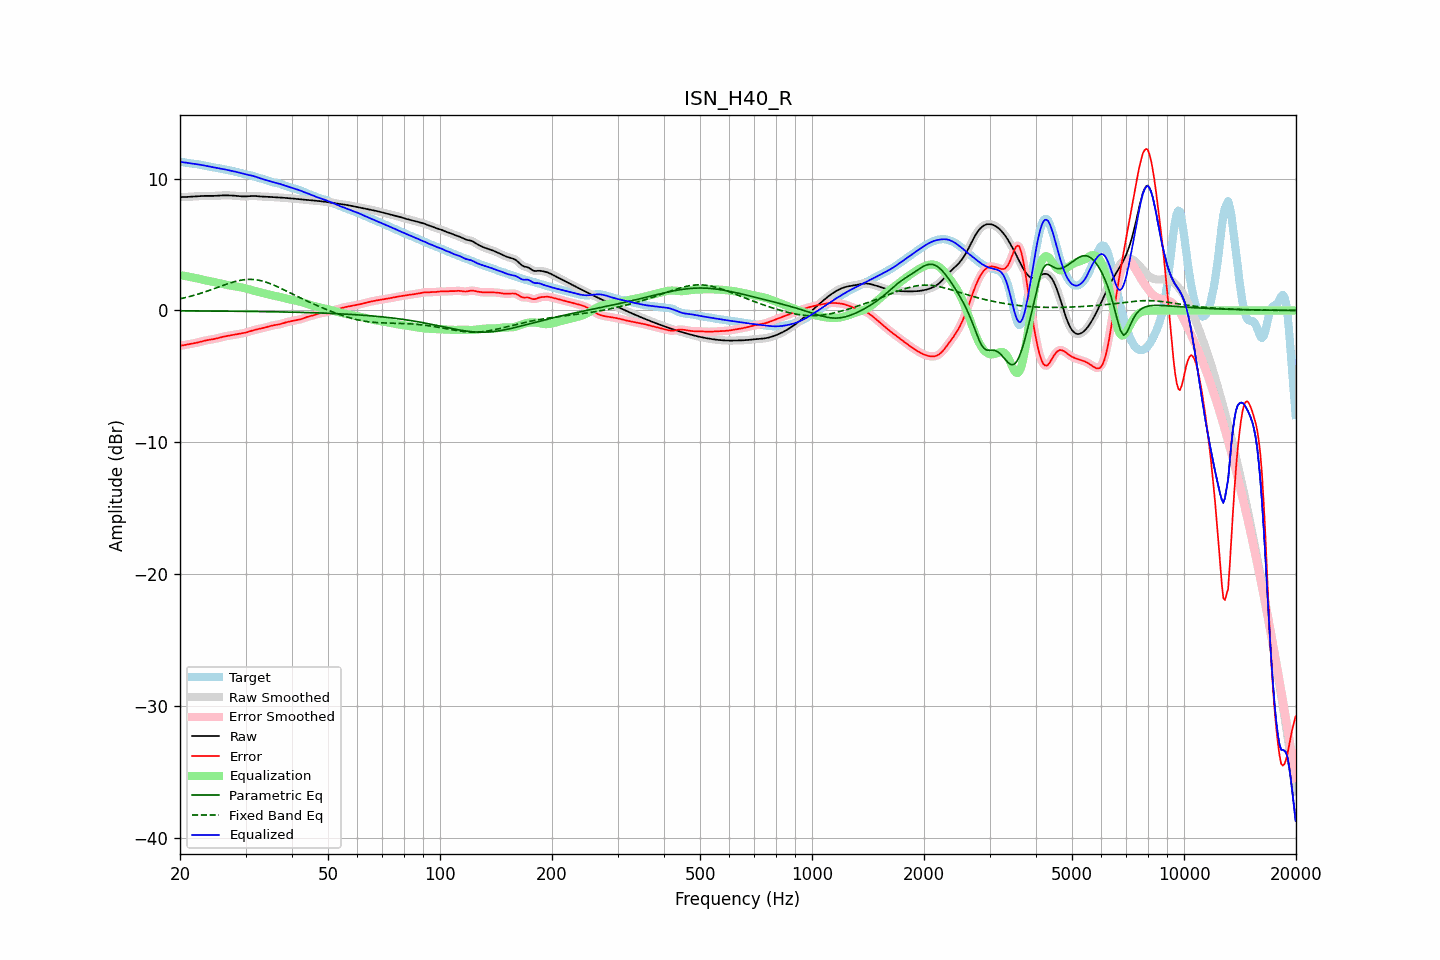 ISN_H40_R
10
0
−10
−20
−30
−40
Amplitude (dBr)
Target
Raw Smoothed
Error Smoothed
Raw
Error
Equalization
Parametric Eq
Fixed Band Eq
Equalized
20 50 100 200 500 1000 2000 5000 10000 20000
Frequency (Hz)